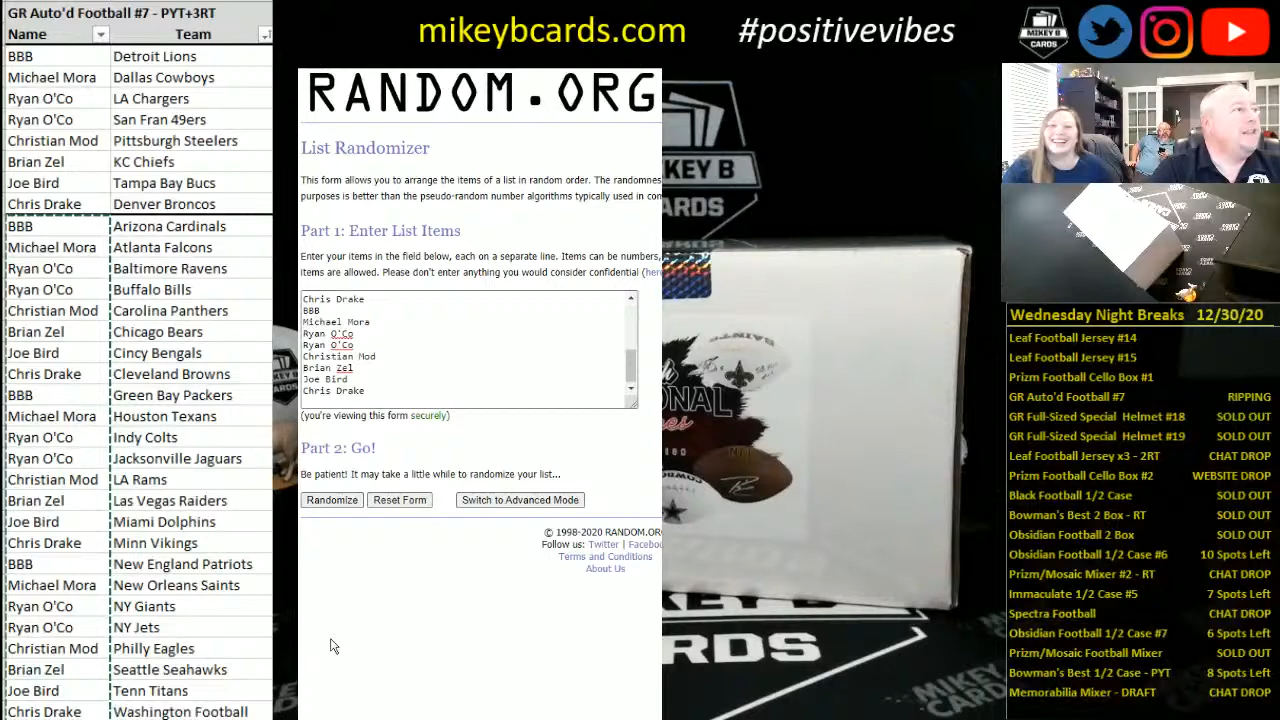 GR Auto'd Football #7 - PYT+3RT
Name Team
BBB Detroit Lions
Michael Mora Dallas Cowboys
Ryan O'Co LA Chargers
Ryan O'Co San Fran 49ers
Christian Mod Pittsburgh Steelers
Brian Zel KC Chiefs
Joe Bird Tampa Bay Bucs
Chris Drake Denver Broncos
BBB Arizona Cardinals
Michael Mora Atlanta Falcons
Ryan O'Co Baltimore Ravens
Ryan O'Co Buffalo Bills
Christian Mod Carolina Panthers
Brian Zel Chicago Bears
Joe Bird Cincy Bengals
Chris Drake Cleveland Browns
BBB Green Bay Packers
Michael Mora Houston Texans
Ryan O'Co Indy Colts
Ryan O'Co Jacksonville Jaguars
Christian Mod LA Rams
Brian Zel Las Vegas Raiders
Joe Bird Miami Dolphins
Chris Drake Minn Vikings
BBB New England Patriots
Michael Mora New Orleans Saints
Ryan O'Co NY Giants
Ryan O'Co NY Jets
Christian Mod Philly Eagles
Brian Zel Seattle Seahawks
Joe Bird Tenn Titans
Chris Drake Washington Football
mikeybcards.com #positivevibes
RANDOM.ORG
List Randomizer
This form allows you to arrange the items of a list in random order. The randomnes
purposes is better than the pseudo-random number algorithms typically used in com
Part 1: Enter List Items
Enter your items in the field below, each on a separate line. Items can be numbers,
items are allowed. Please don't enter anything you would consider confidential (her
Chris Drake
BBB
Michael Mora
Ryan O'Co
Ryan O'Co
Christian Mod
Brian Zel
Joe Bird
Chris Drake
(you're viewing this form securely)
Part 2: Go!
Be patient! It may take a little while to randomize your list...
Randomize Reset Form Switch to Advanced Mode
© 1998-2020 RANDOM.ORG
Follow us: Twitter | Faceboo
Terms and Conditions
About Us
KEY B
CARDS
SAINTS
ONAL
KEY B
RDS
MIKEY
CARDS
MIKEY B
CARDS
Wednesday Night Breaks 12/30/20
Leaf Football Jersey #14
Leaf Football Jersey #15
Prizm Football Cello Box #1
GR Auto'd Football #7 RIPPING
GR Full-Sized Special Helmet #18 SOLD OUT
GR Full-Sized Special Helmet #19 SOLD OUT
Leaf Football Jersey x3 - 2RT CHAT DROP
Prizm Football Cello Box #2 WEBSITE DROP
Black Football 1/2 Case SOLD OUT
Bowman's Best 2 Box - RT SOLD OUT
Obsidian Football 2 Box SOLD OUT
Obsidian Football 1/2 Case #6 10 Spots Left
Prizm/Mosaic Mixer #2 - RT CHAT DROP
Immaculate 1/2 Case #5 7 Spots Left
Spectra Football CHAT DROP
Obsidian Football 1/2 Case #7 6 Spots Left
Prizm/Mosaic Football Mixer SOLD OUT
Bowman's Best 1/2 Case - PYT 8 Spots Left
Memorabilia Mixer - DRAFT CHAT DROP